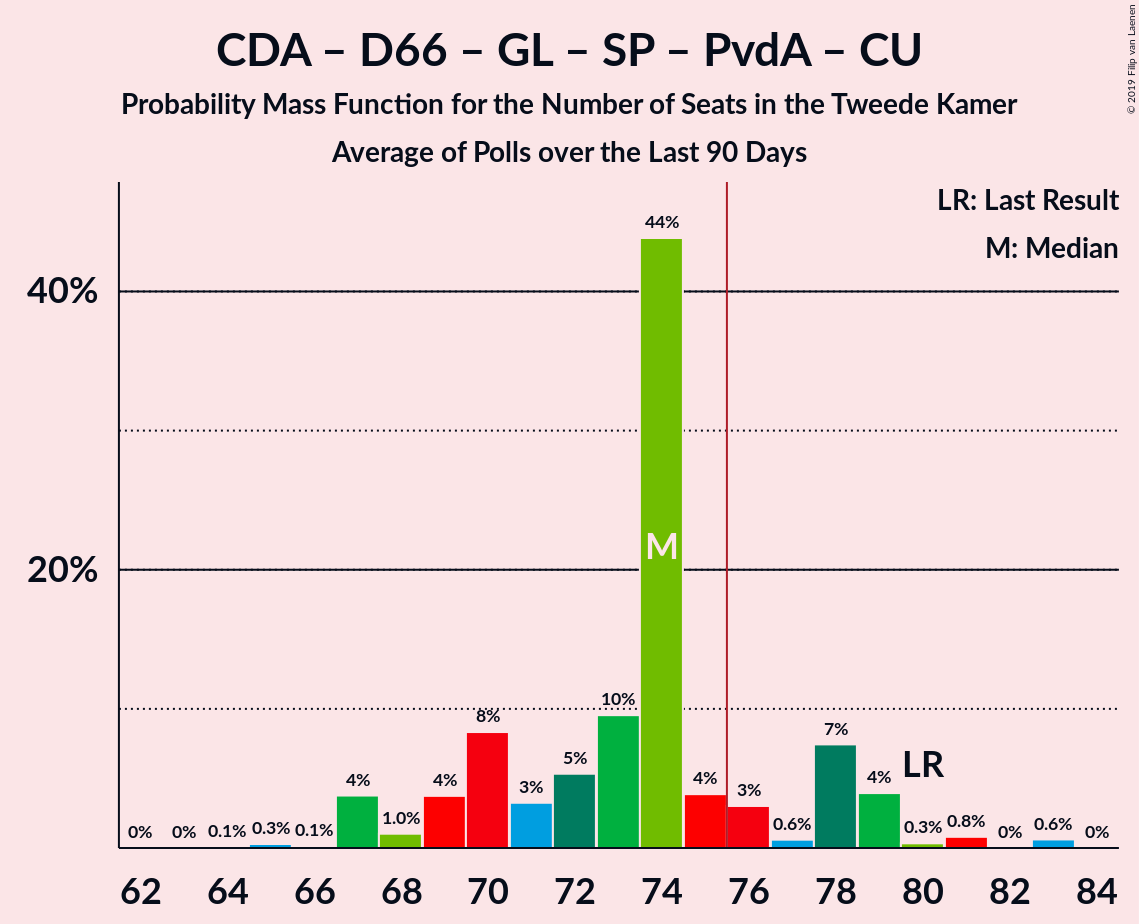 CDA – D66 – GL – SP – PvdA – CU
Probability Mass Function for the Number of Seats in the Tweede Kamer
Average of Polls over the Last 90 Days
© 2019 Filip van Laenen
LR: Last Result
M: Median
40%
20%
0%
0%
0.1%
0.3%
0.1%
4%
1.0%
4%
8%
3%
5%
10%
44%
M
4%
3%
0.6%
7%
4%
LR
0.3%
0.8%
0%
0.6%
0%
62 64 66 68 70 72 74 76 78 80 82 84